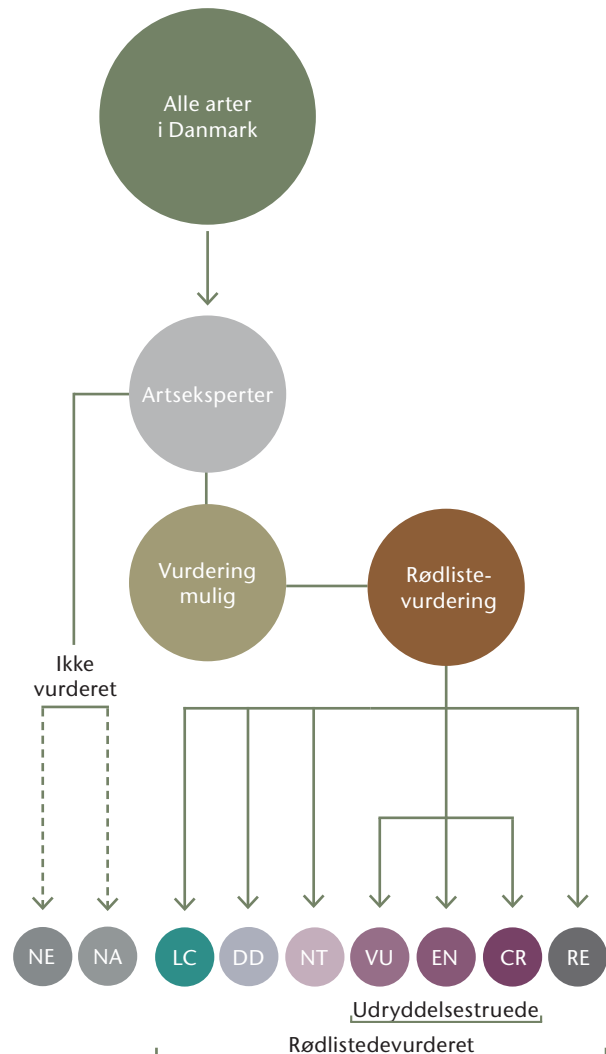 Alle arter
i Danmark
Artseksperter
Vurdering
mulig
Rødliste-
vurdering
Ikke
vurderet
NE NA LC DD NT VU EN CR RE
Udryddelsestruede
Rødlistedevurderet